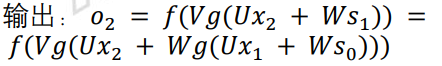 输出： o₂ = f(Vg(Ux₂ + Ws₁)) =
f(Vg(Ux₂ + Wg(Ux₁ + Ws₀)))